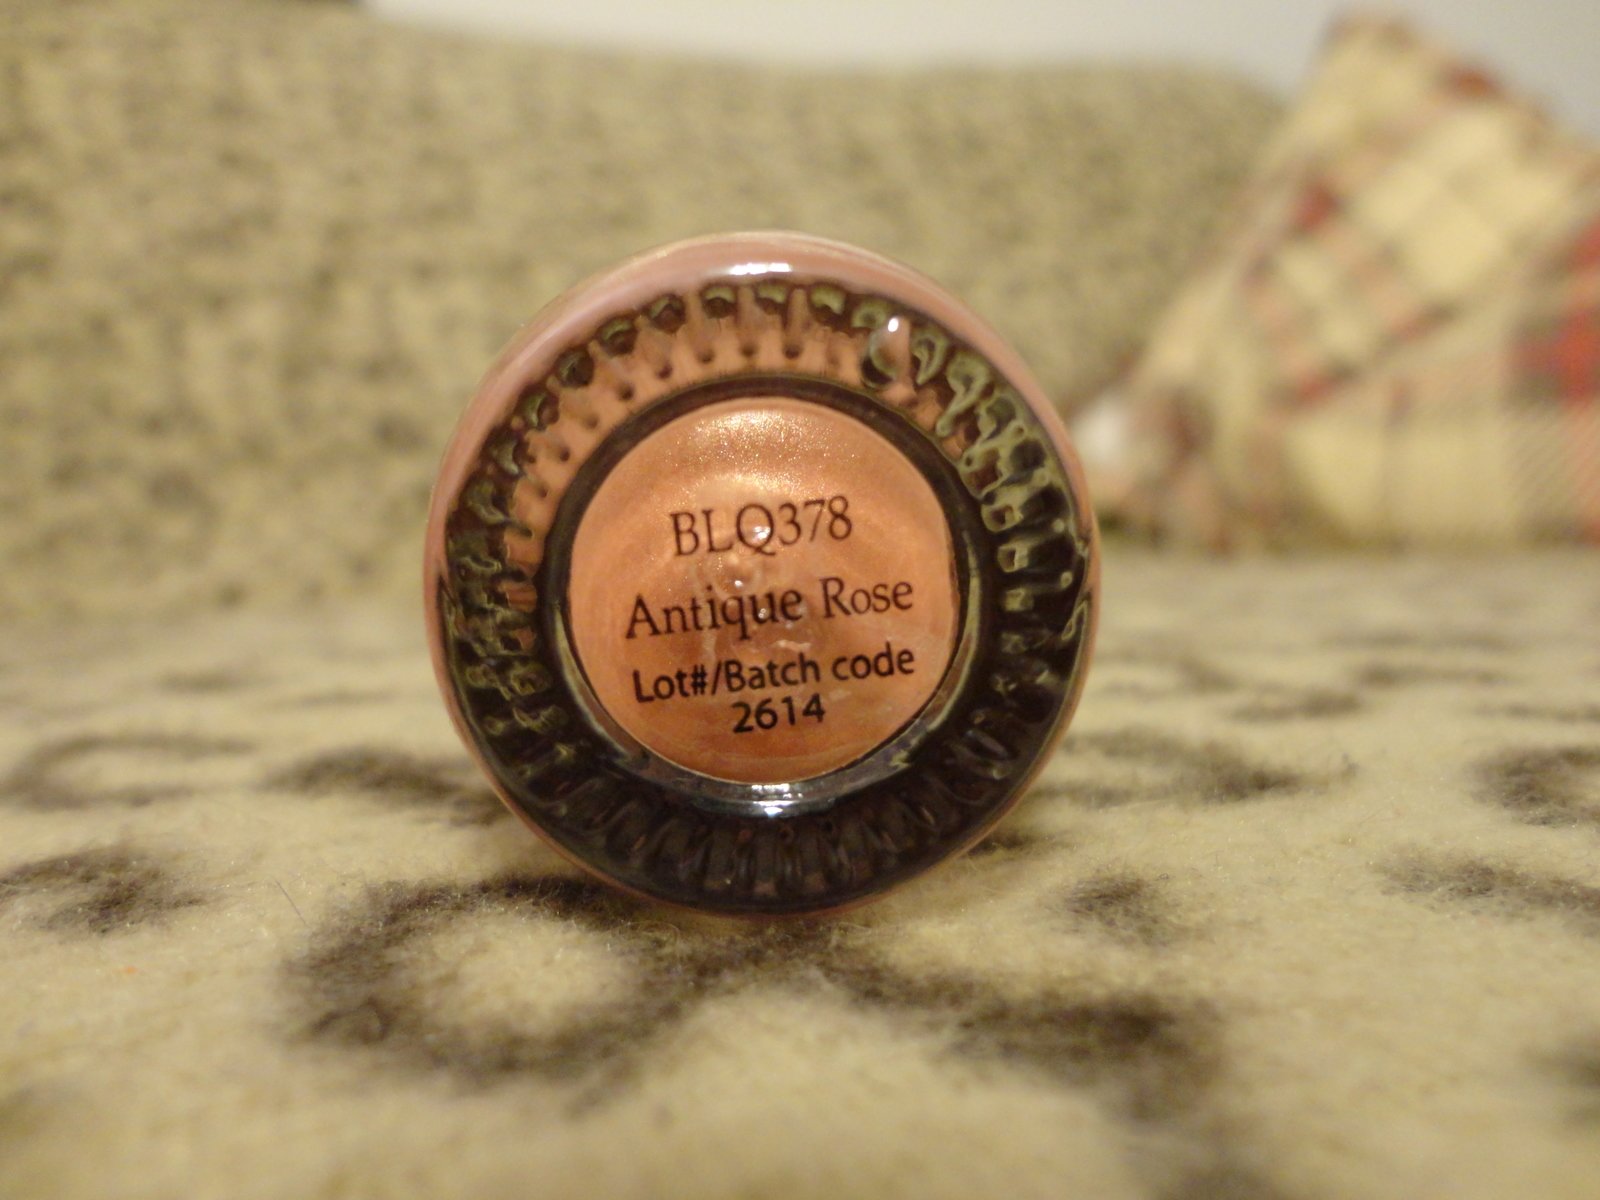 BLQ378
Antique Rose
Lot#/Batch code
2614